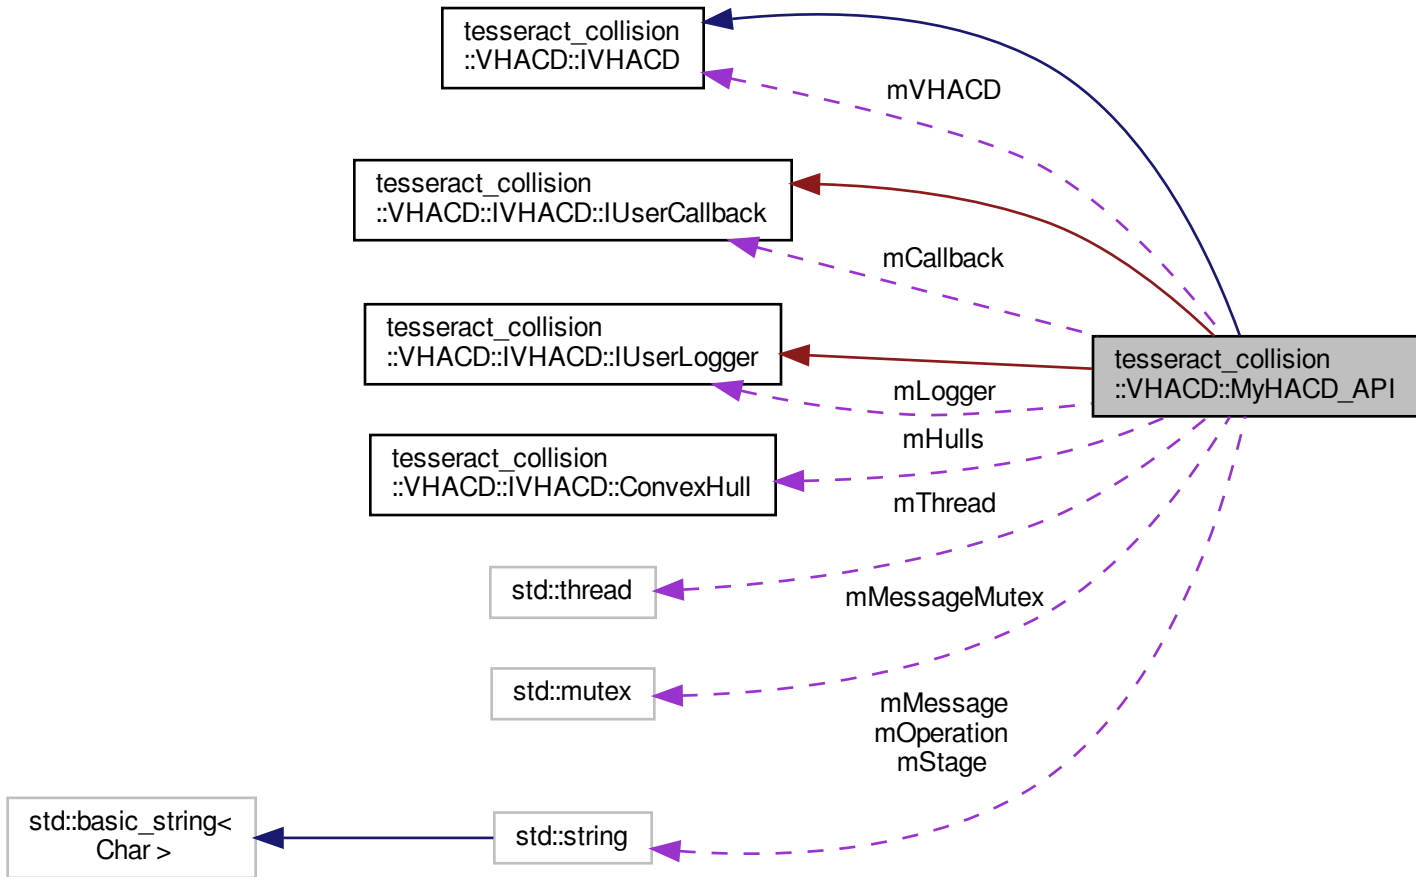 tesseract_collision
::VHACD::IVHACD
mVHACD
tesseract_collision
::VHACD::IVHACD::IUserCallback
mCallback
tesseract_collision
::VHACD::IVHACD::IUserLogger
tesseract_collision
::VHACD::MyHACD_API
mLogger
mHulls
tesseract_collision
::VHACD::IVHACD::ConvexHull
mThread
std::thread
mMessageMutex
std::mutex
mMessage
mOperation
mStage
std::basic_string<
Char >
std::string